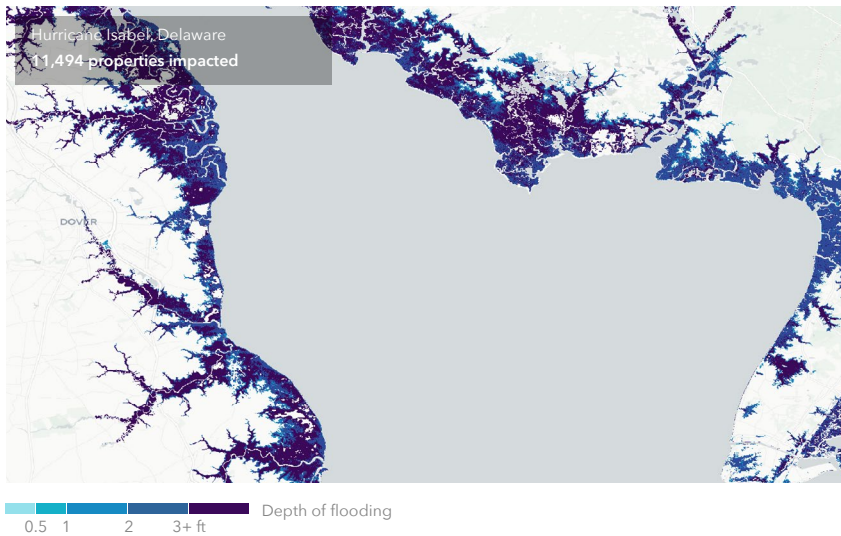 Hurricane Isabel, Delaware
11,494 properties impacted
DOVER
0.5 1 2 3+ ft
Depth of flooding